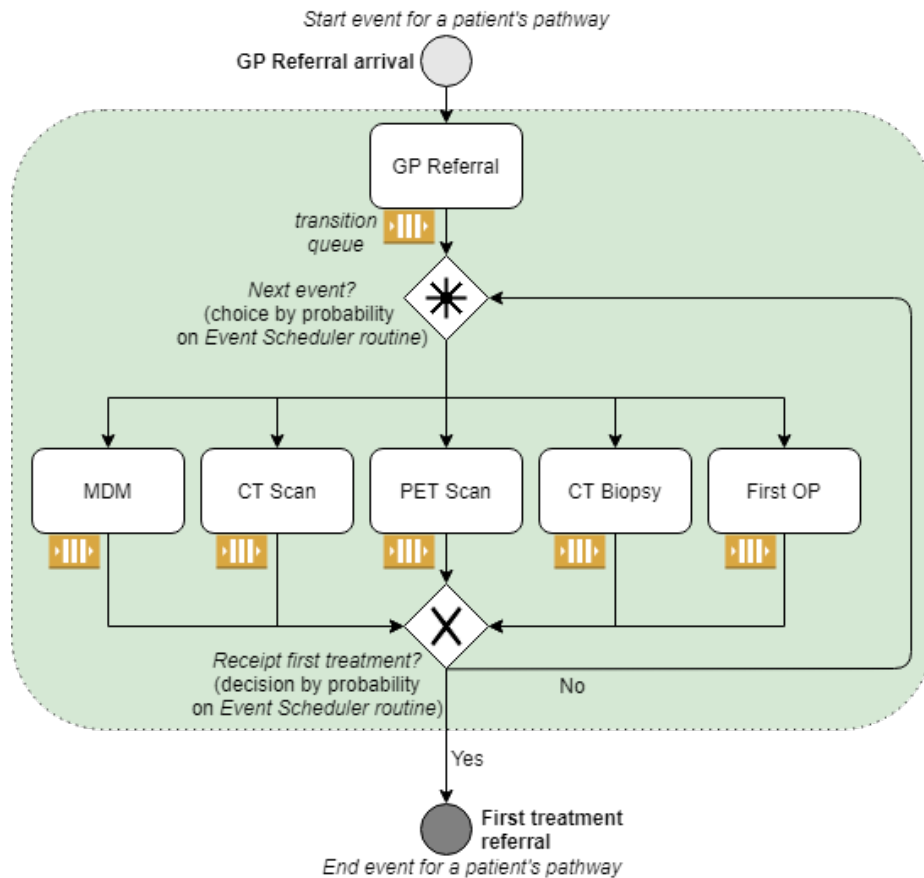 Start event for a patient's pathway
GP Referral arrival
GP Referral
transition
queue
Next event?
(choice by probability
on Event Scheduler routine)
MDM
CT Scan
PET Scan
CT Biopsy
First OP
Receipt first treatment?
(decision by probability
on Event Scheduler routine)
No
Yes
First treatment
referral
End event for a patient's pathway